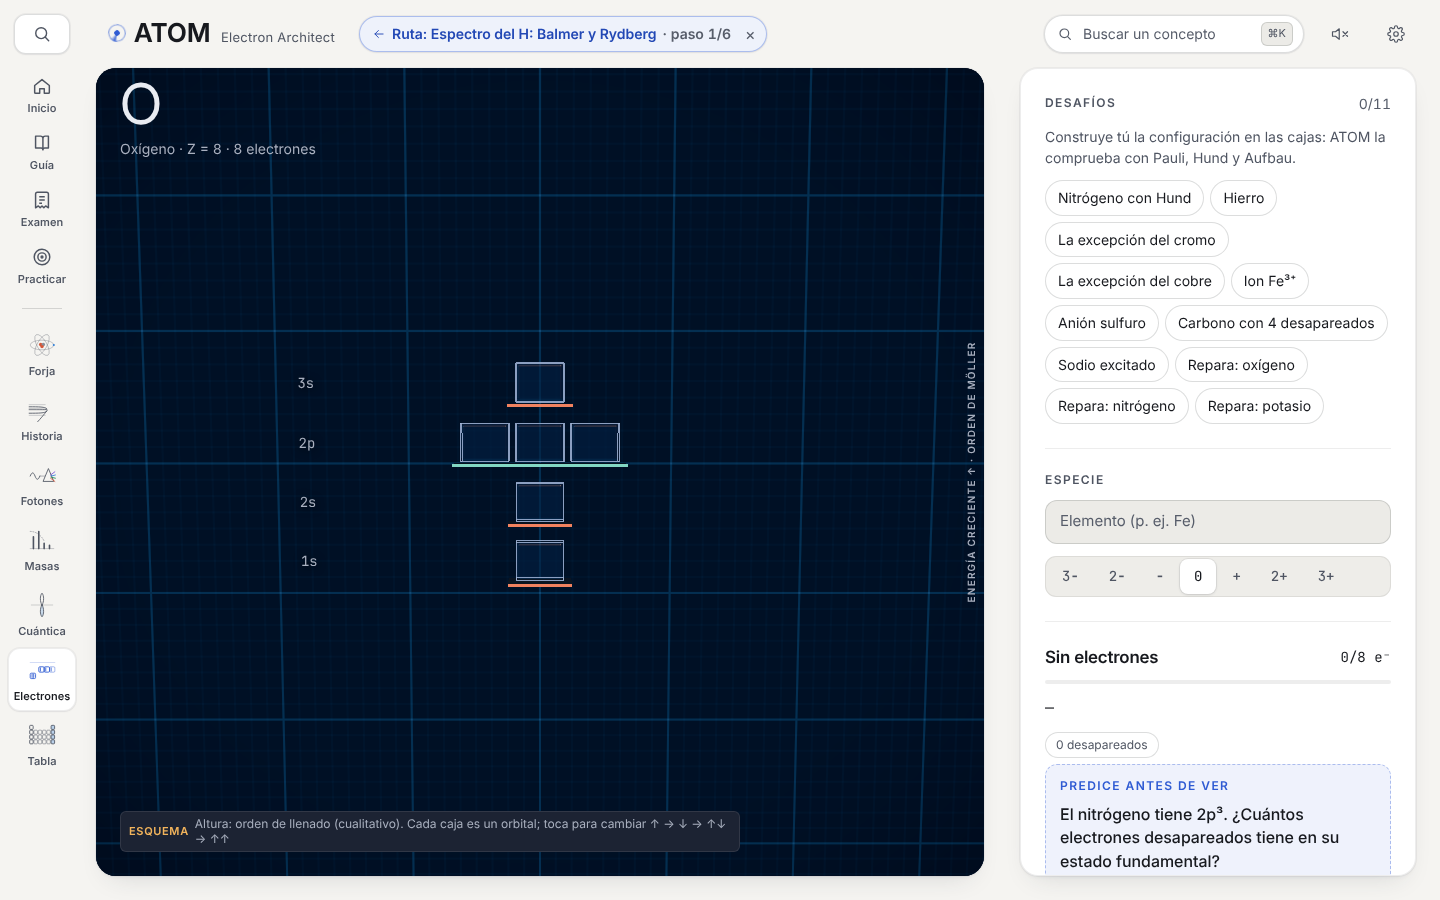 ATOM
Electron Architect
← Ruta: Espectro del H: Balmer y Rydberg · paso 1/6 ×
Buscar un concepto
⌘K
Inicio
Guía
Examen
Practicar
Forja
Historia
Fotones
Masas
Cuántica
Electrones
Tabla
O
Oxígeno · Z = 8 · 8 electrones
3s
2p
2s
1s
ENERGÍA CRECIENTE ↑ · ORDEN DE MÖLLER
ESQUEMA
Altura: orden de llenado (cualitativo). Cada caja es un orbital; toca para cambiar ↑ → ↓ → ↑↓
→ ↑↑
DESAFÍOS
0/11
Construye tú la configuración en las cajas: ATOM la
comprueba con Pauli, Hund y Aufbau.
Nitrógeno con Hund
Hierro
La excepción del cromo
La excepción del cobre
Ion Fe³⁺
Anión sulfuro
Carbono con 4 desapareados
Sodio excitado
Repara: oxígeno
Repara: nitrógeno
Repara: potasio
ESPECIE
Elemento (p. ej. Fe)
3- 2- - 0 + 2+ 3+
Sin electrones
0/8 e⁻
—
0 desapareados
PREDICE ANTES DE VER
El nitrógeno tiene 2p³. ¿Cuántos
electrones desapareados tiene en su
estado fundamental?